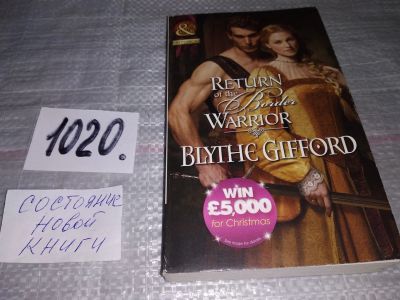 1020.
СОСТОЯНИЕ
НОВОЙ
КНИГИ
&
RETURN
of the Border
WARRIOR
BLYTHE GIFFORD
WIN
£5,000
for Christmas